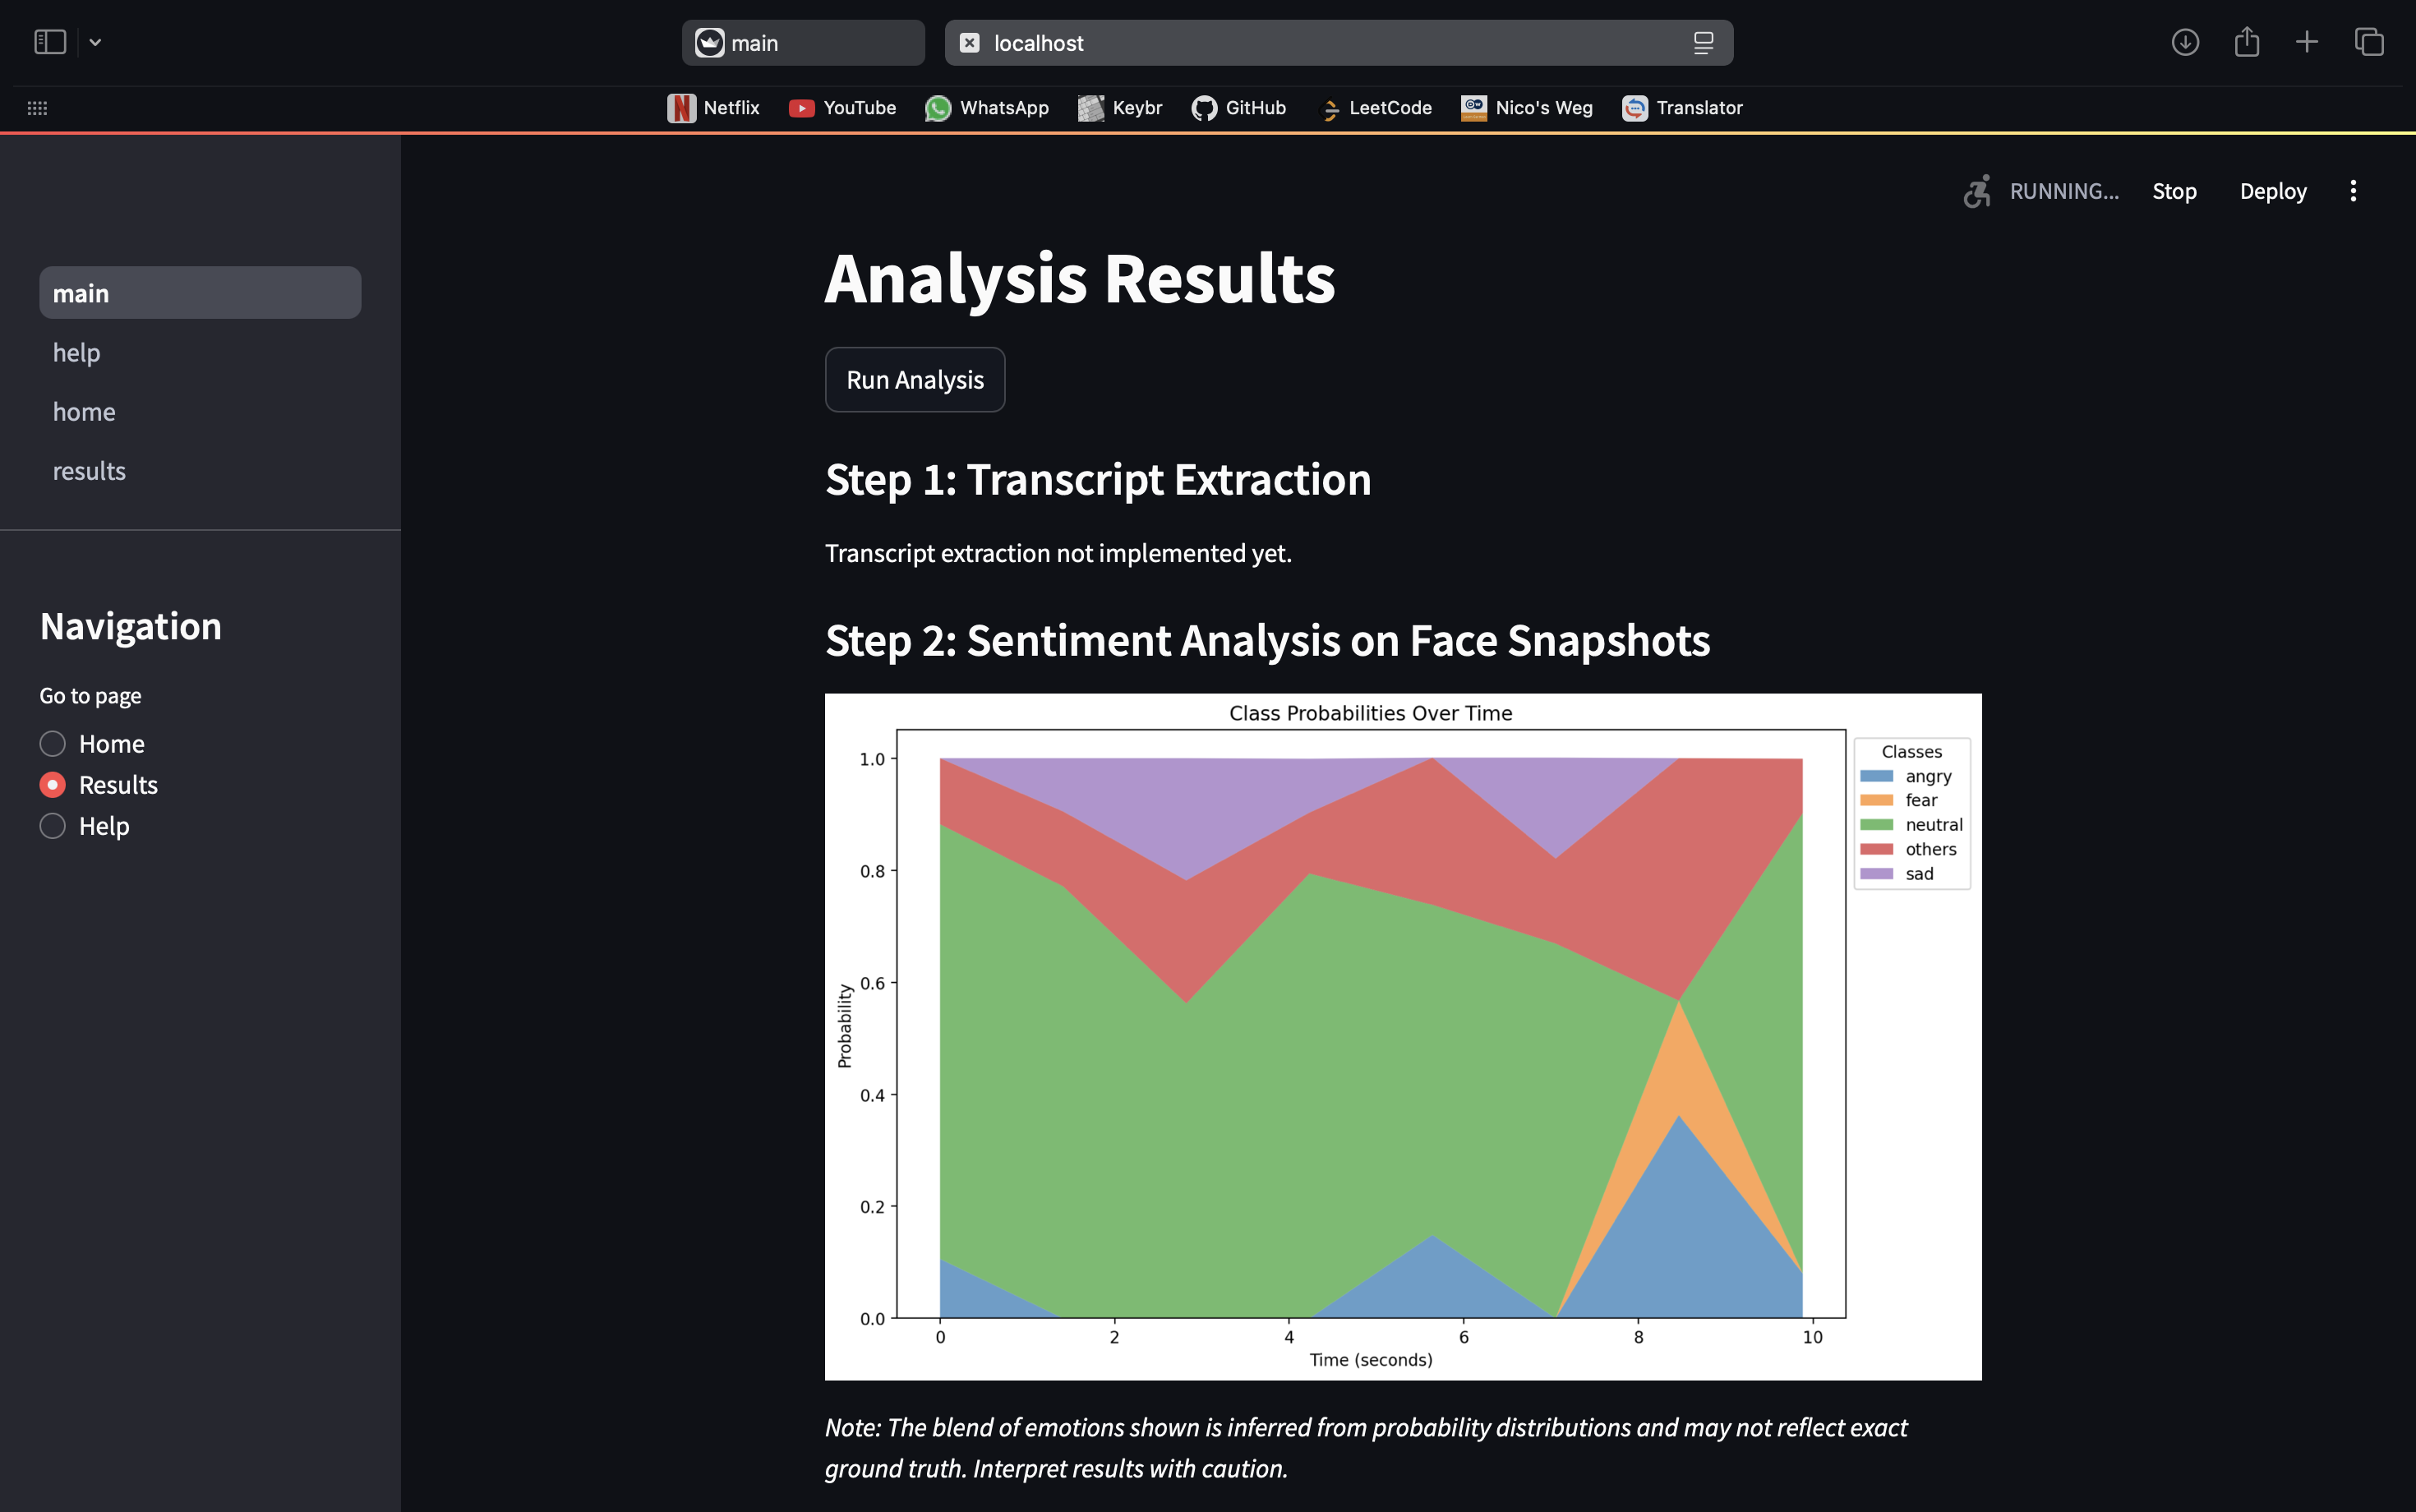 main
localhost
Netflix
YouTube
WhatsApp
Keybr
GitHub
LeetCode
Nico's Weg
Translator
RUNNING...
Stop
Deploy
main
help
home
results
Navigation
Go to page
Home
Results
Help
Analysis Results
Run Analysis
Step 1: Transcript Extraction
Transcript extraction not implemented yet.
Step 2: Sentiment Analysis on Face Snapshots
Class Probabilities Over Time
1.0
0.8
0.6
0.4
0.2
0.0
Probability
0 2 4 6 8 10
Time (seconds)
Classes
angry
fear
neutral
others
sad
Note: The blend of emotions shown is inferred from probability distributions and may not reflect exact
ground truth. Interpret results with caution.